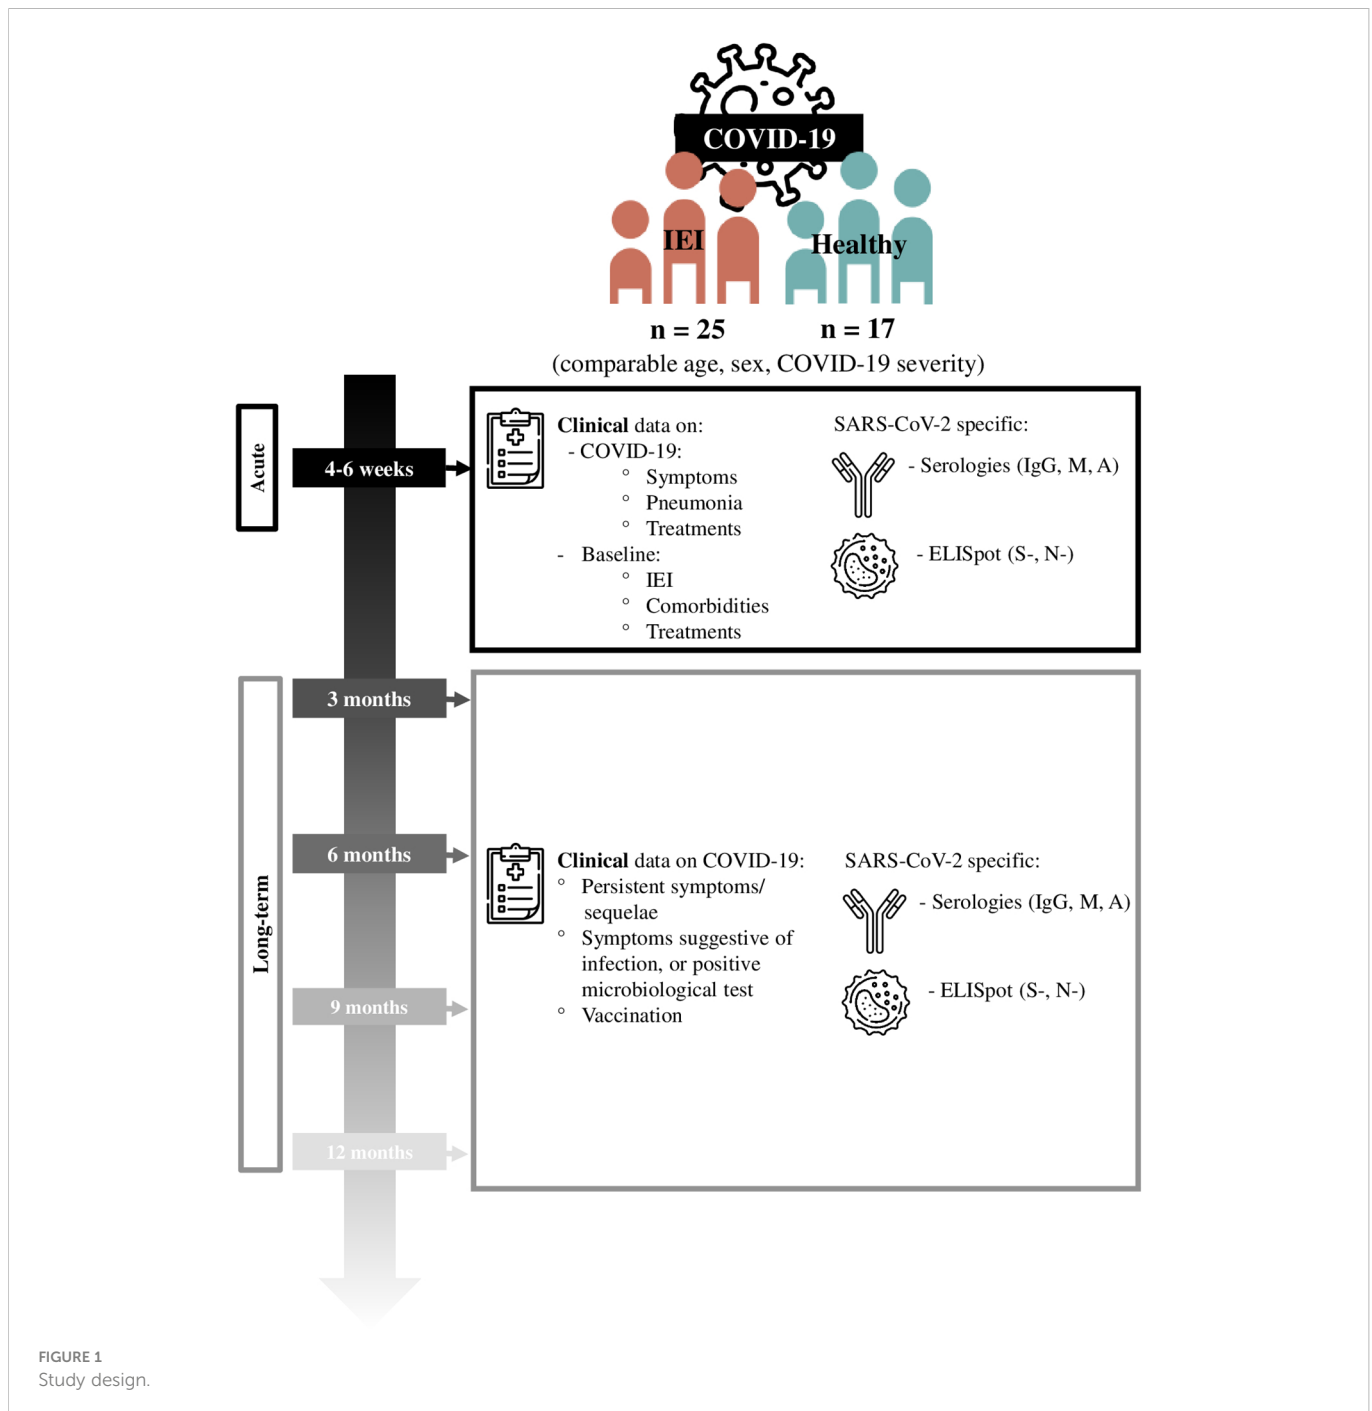 COVID-19
IEI
Healthy
n = 25
n = 17
(comparable age, sex, COVID-19 severity)
Acute
4-6 weeks
Clinical data on:
- COVID-19:
° Symptoms
° Pneumonia
° Treatments
- Baseline:
° IEI
° Comorbidities
° Treatments
SARS-CoV-2 specific:
- Serologies (IgG, M, A)
- ELISpot (S-, N-)
Long-term
3 months
6 months
9 months
12 months
Clinical data on COVID-19:
° Persistent symptoms/
sequelae
° Symptoms suggestive of
infection, or positive
microbiological test
° Vaccination
SARS-CoV-2 specific:
- Serologies (IgG, M, A)
- ELISpot (S-, N-)
FIGURE 1
Study design.